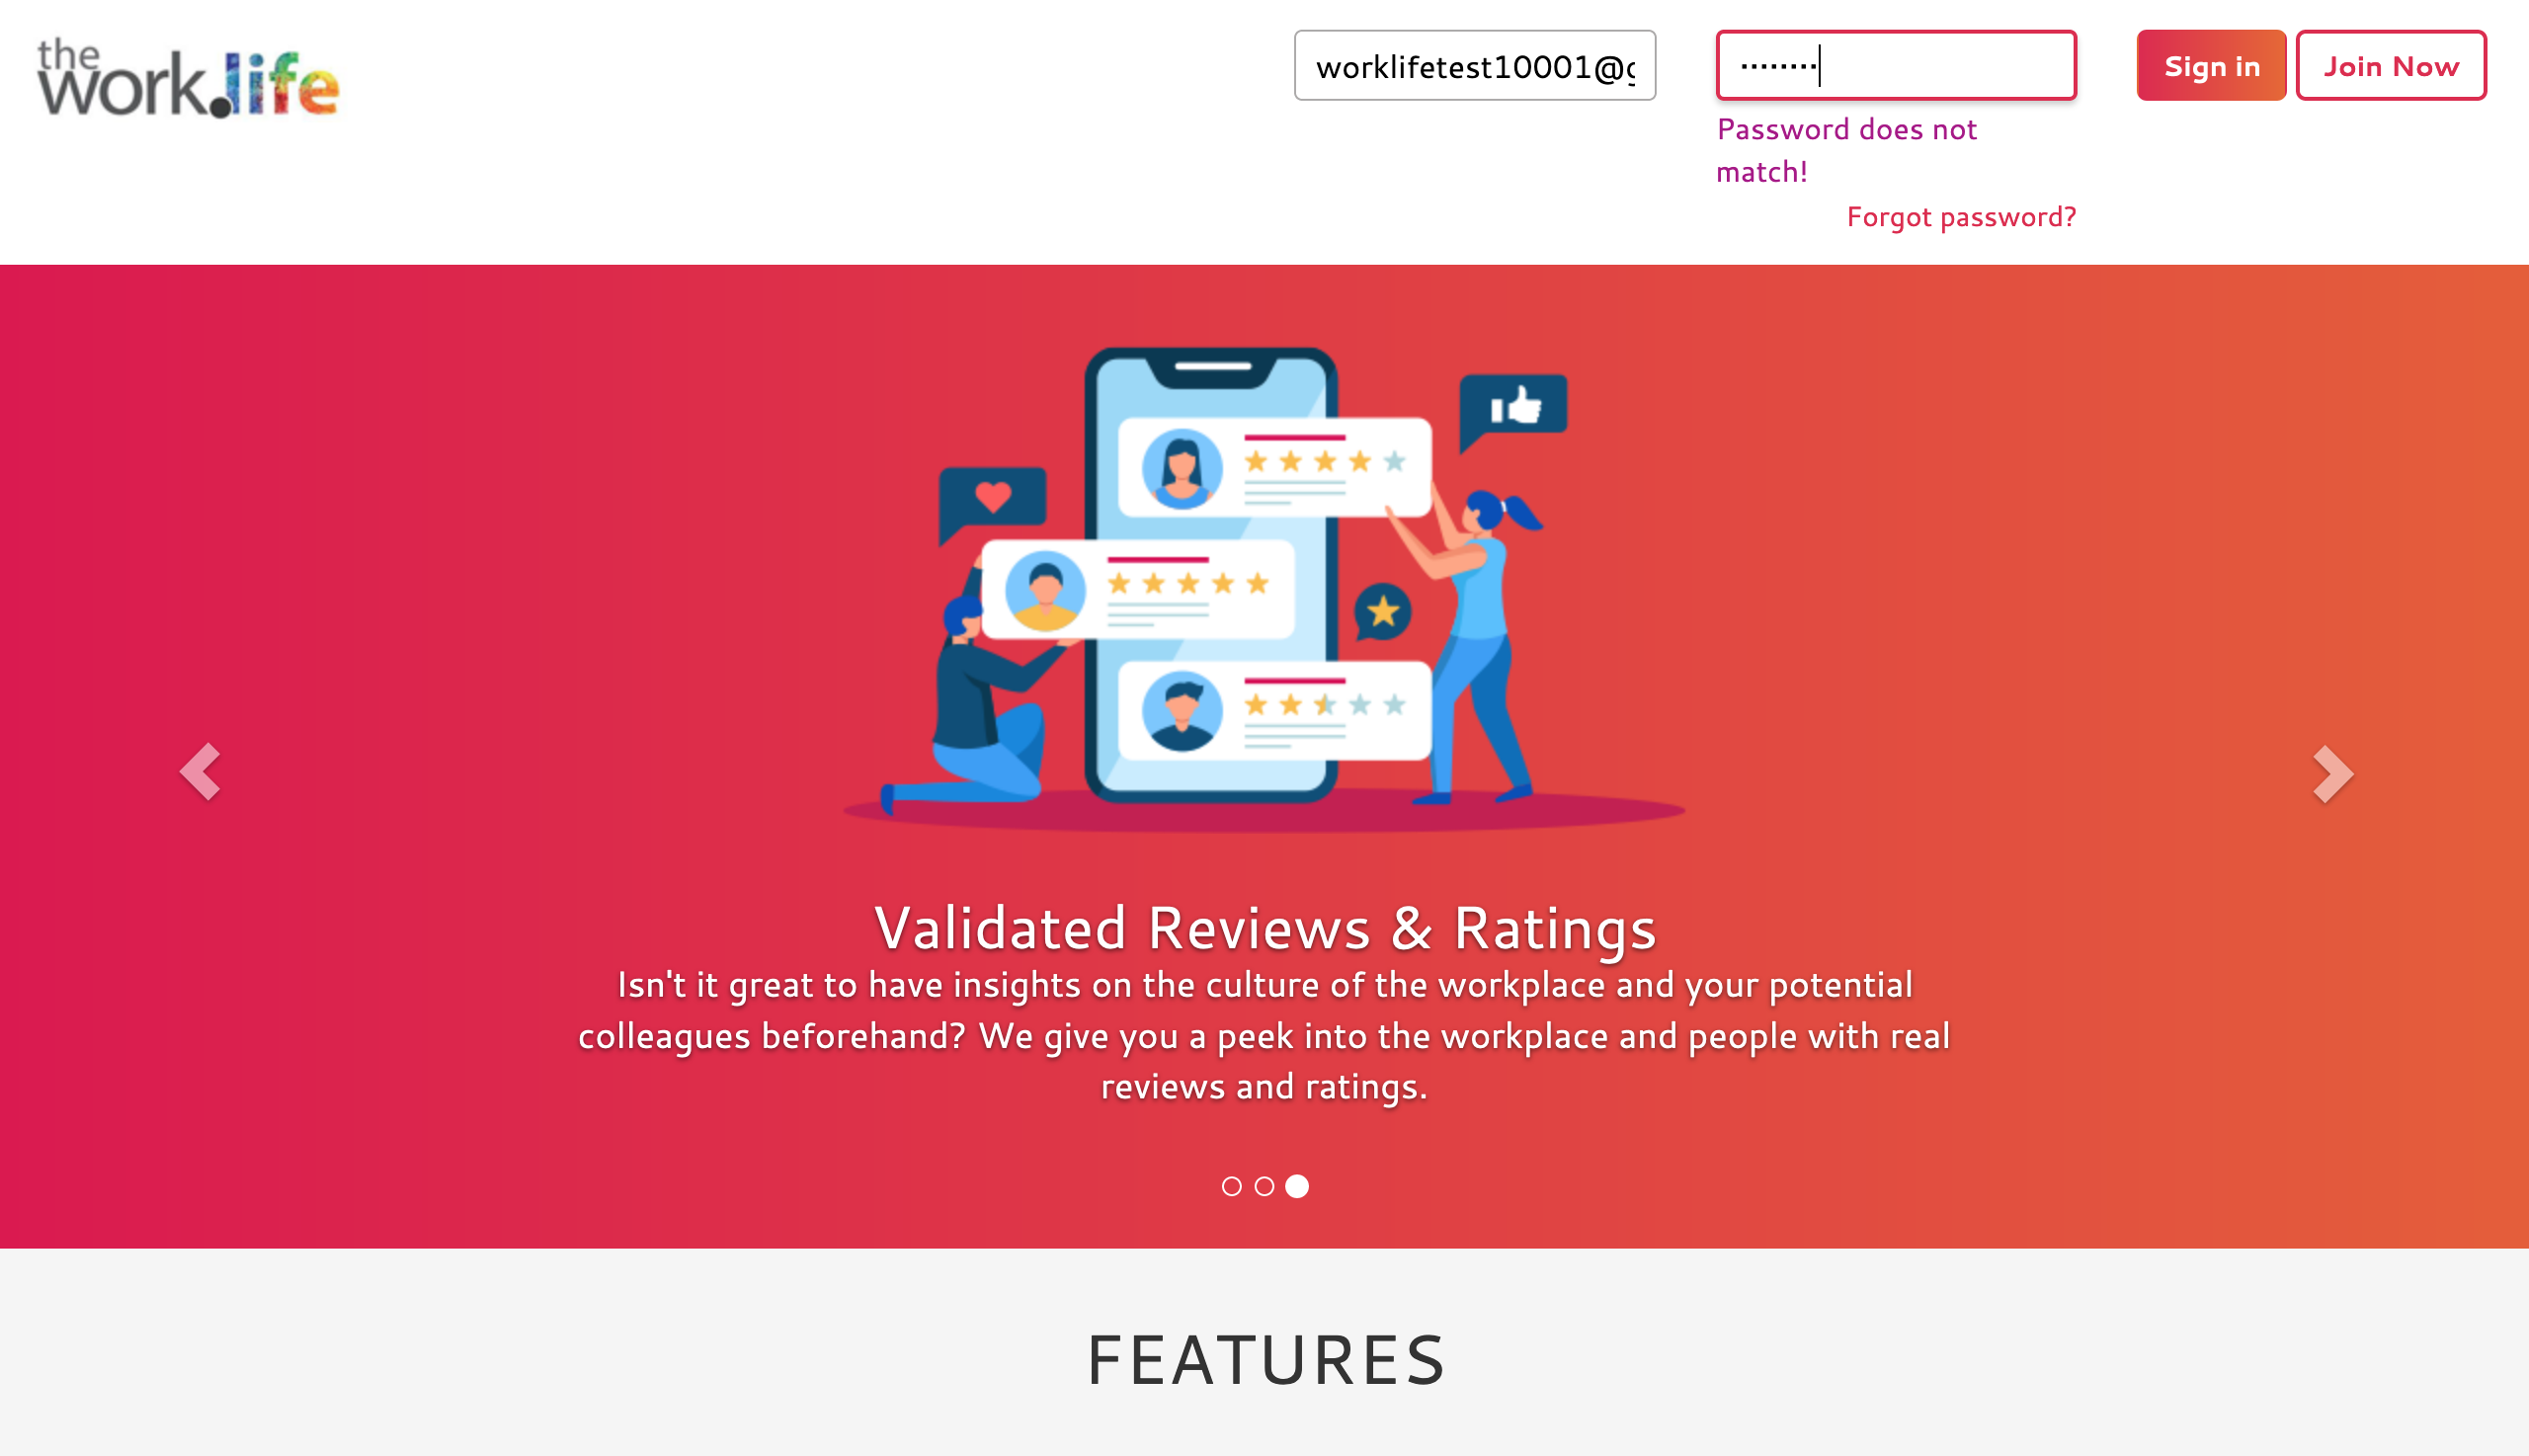 the
work.life
worklifetest10001@g
Sign in
Join Now
Password does not
match!
Forgot password?
Validated Reviews & Ratings
Isn't it great to have insights on the culture of the workplace and your potential
colleagues beforehand? We give you a peek into the workplace and people with real
reviews and ratings.
FEATURES